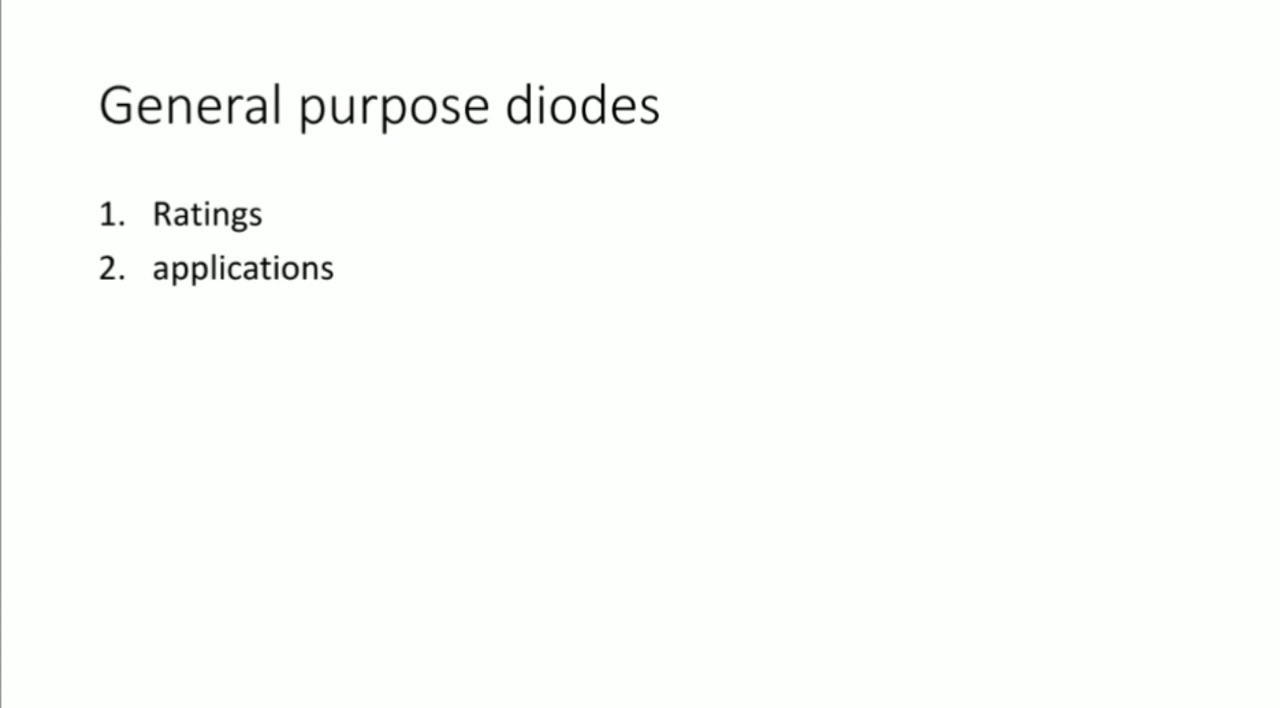 General purpose diodes
1. Ratings
2. applications